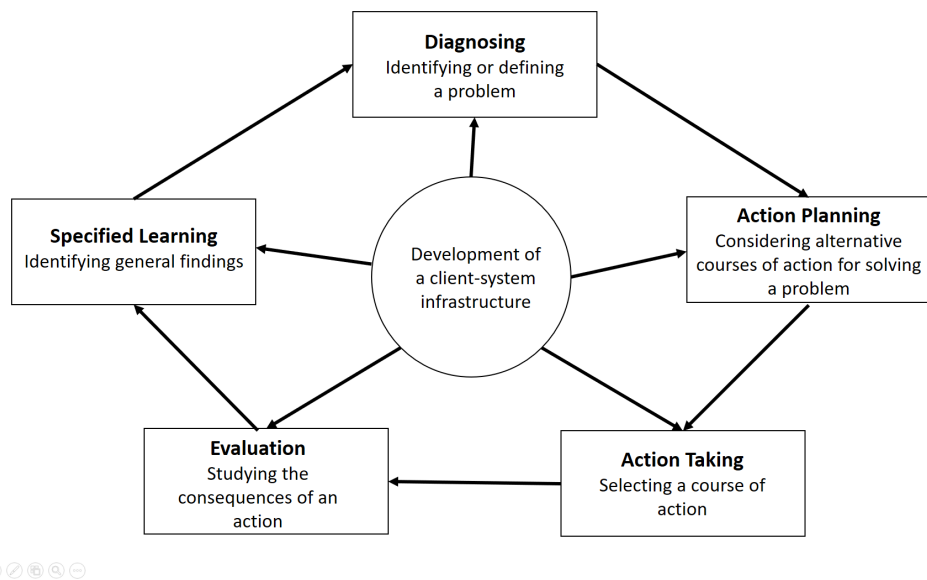 Diagnosing
Identifying or defining
a problem
Action Planning
Considering alternative
courses of action for solving
a problem
Specified Learning
Identifying general findings
Development of
a client-system
infrastructure
Evaluation
Studying the
consequences of an
action
Action Taking
Selecting a course of
action